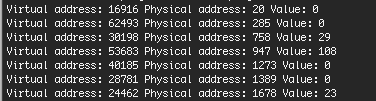 Virtual address: 16916 Physical address: 20 Value: 0
Virtual address: 62493 Physical address: 285 Value: 0
Virtual address: 30198 Physical address: 758 Value: 29
Virtual address: 53683 Physical address: 947 Value: 108
Virtual address: 40185 Physical address: 1273 Value: 0
Virtual address: 28781 Physical address: 1389 Value: 0
Virtual address: 24462 Physical address: 1678 Value: 23